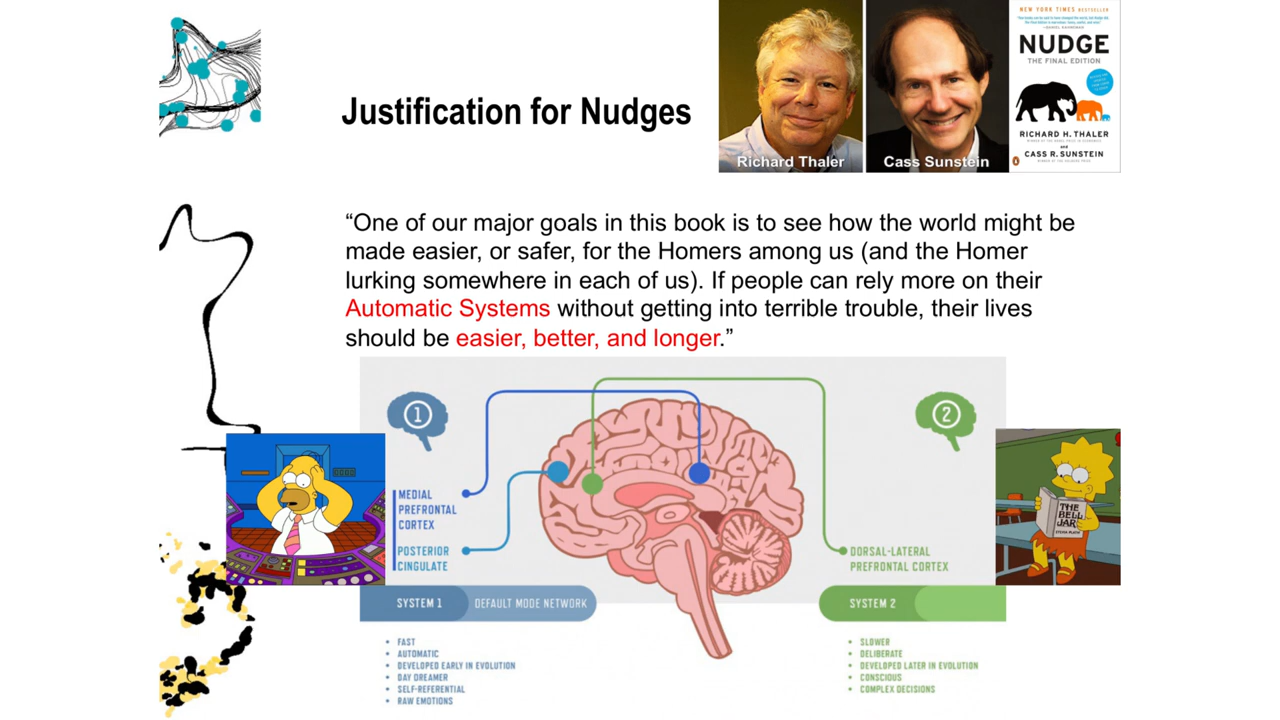 NEW YORK TIMES BESTSELLER
NUDGE
THE FINAL EDITION
RICHARD H. THALER
and
CASS R. SUNSTEIN
Justification for Nudges
Richard Thaler
Cass Sunstein
“One of our major goals in this book is to see how the world might be
made easier, or safer, for the Homers among us (and the Homer
lurking somewhere in each of us). If people can rely more on their
Automatic Systems without getting into terrible trouble, their lives
should be easier, better, and longer.”
1
2
MEDIAL
PREFRONTAL
CORTEX
POSTERIOR
CINGULATE
DORSAL-LATERAL
PREFRONTAL CORTEX
THE
BELL
JAR
SYSTEM 1
DEFAULT MODE NETWORK
SYSTEM 2
• FAST
• AUTOMATIC
• DEVELOPED EARLY IN EVOLUTION
• DAY DREAMER
• SELF-REFERENTIAL
• RAW EMOTIONS
• SLOWER
• DELIBERATE
• DEVELOPED LATER IN EVOLUTION
• CONSCIOUS
• COMPLEX DECISIONS